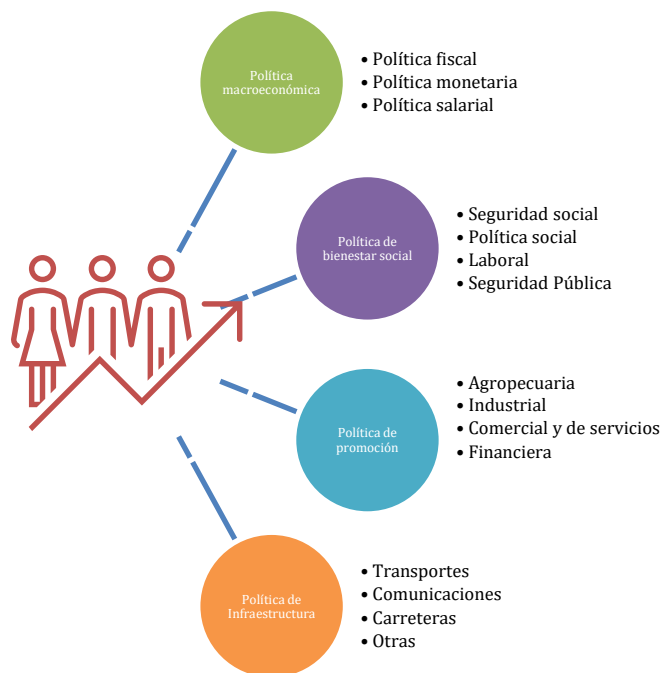 Política
macroeconómica
• Política fiscal
• Política monetaria
• Política salarial
Política de
bienestar social
• Seguridad social
• Política social
• Laboral
• Seguridad Pública
Política de
promoción
• Agropecuaria
• Industrial
• Comercial y de servicios
• Financiera
Política de
Infraestructura
• Transportes
• Comunicaciones
• Carreteras
• Otras